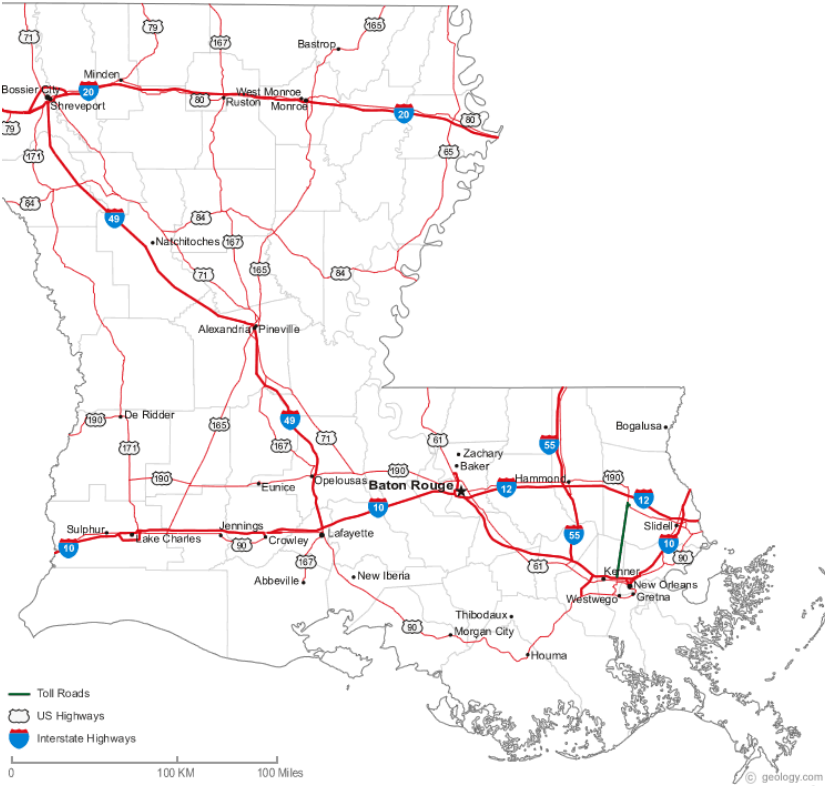 71
79
167
165
Bastrop
Minden
Bossier City
20
West Monroe
80
Ruston
Monroe
Shreveport
20
80
79
171
65
84
49
84
Natchitoches
167
71
165
84
Alexandria
Pineville
190
De Ridder
165
49
71
61
Bogalusa
171
167
55
Zachary
Baker
190
190
Opelousas
Eunice
Baton Rouge
Hammond
190
12
12
10
Sulphur
Jennings
Lake Charles
90
Crowley
Lafayette
Slidell
10
55
10
90
167
61
Kenner
Abbeville
New Iberia
New Orleans
Westwego
Gretna
Thibodaux
90
Morgan City
Houma
Toll Roads
US Highways
Interstate Highways
0
100 KM
100 Miles
© geology.com